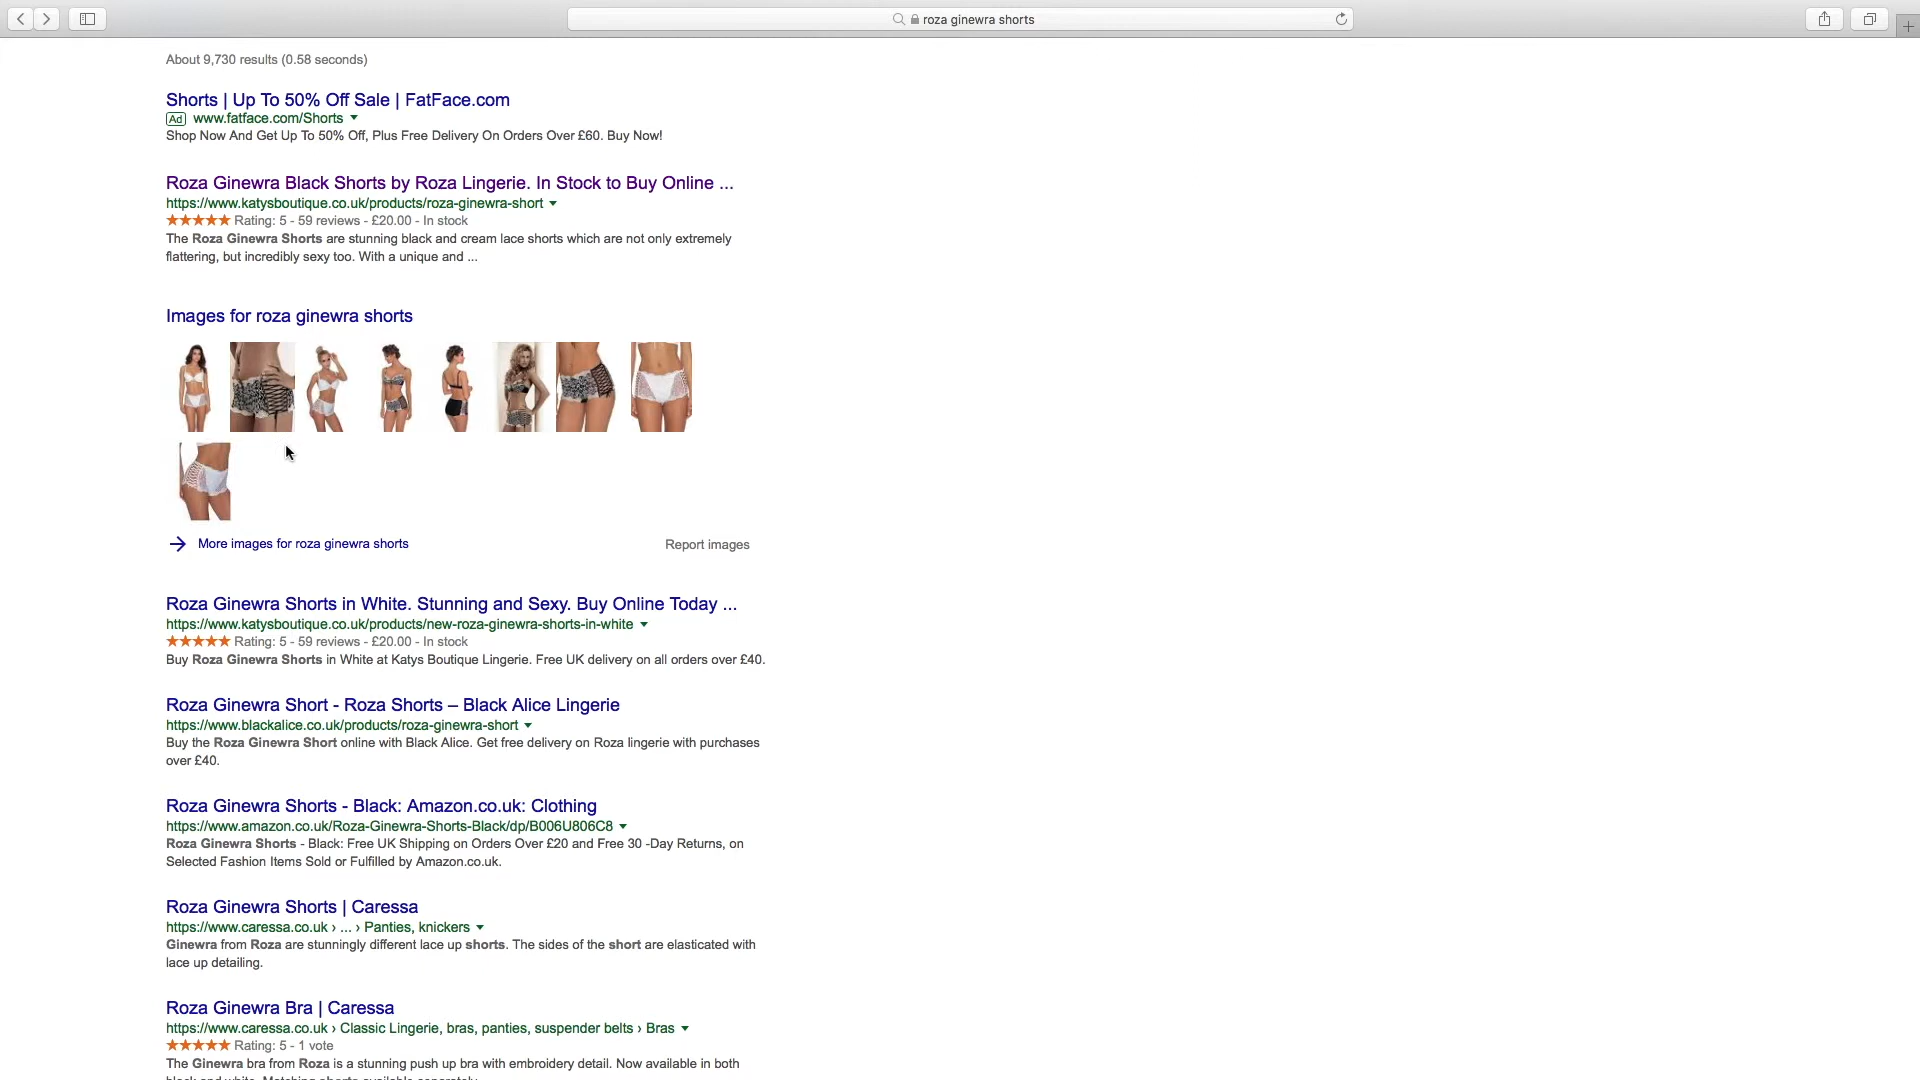 roza ginewra shorts
About 9,730 results (0.58 seconds)
Shorts | Up To 50% Off Sale | FatFace.com
Ad www.fatface.com/Shorts
Shop Now And Get Up To 50% Off, Plus Free Delivery On Orders Over £60. Buy Now!
Roza Ginewra Black Shorts by Roza Lingerie. In Stock to Buy Online ...
https://www.katysboutique.co.uk/products/roza-ginewra-short
Rating: 5 - 59 reviews - £20.00 - In stock
The Roza Ginewra Shorts are stunning black and cream lace shorts which are not only extremely
flattering, but incredibly sexy too. With a unique and ...
Images for roza ginewra shorts
More images for roza ginewra shorts
Report images
Roza Ginewra Shorts in White. Stunning and Sexy. Buy Online Today ...
https://www.katysboutique.co.uk/products/new-roza-ginewra-shorts-in-white
Rating: 5 - 59 reviews - £20.00 - In stock
Buy Roza Ginewra Shorts in White at Katys Boutique Lingerie. Free UK delivery on all orders over £40.
Roza Ginewra Short - Roza Shorts – Black Alice Lingerie
https://www.blackalice.co.uk/products/roza-ginewra-short
Buy the Roza Ginewra Short online with Black Alice. Get free delivery on Roza lingerie with purchases
over £40.
Roza Ginewra Shorts - Black: Amazon.co.uk: Clothing
https://www.amazon.co.uk/Roza-Ginewra-Shorts-Black/dp/B006U806C8
Roza Ginewra Shorts - Black: Free UK Shipping on Orders Over £20 and Free 30 -Day Returns, on
Selected Fashion Items Sold or Fulfilled by Amazon.co.uk.
Roza Ginewra Shorts | Caressa
https://www.caressa.co.uk › ... › Panties, knickers
Ginewra from Roza are stunningly different lace up shorts. The sides of the short are elasticated with
lace up detailing.
Roza Ginewra Bra | Caressa
https://www.caressa.co.uk › Classic Lingerie, bras, panties, suspender belts › Bras
Rating: 5 - 1 vote
The Ginewra bra from Roza is a stunning push up bra with embroidery detail. Now available in both